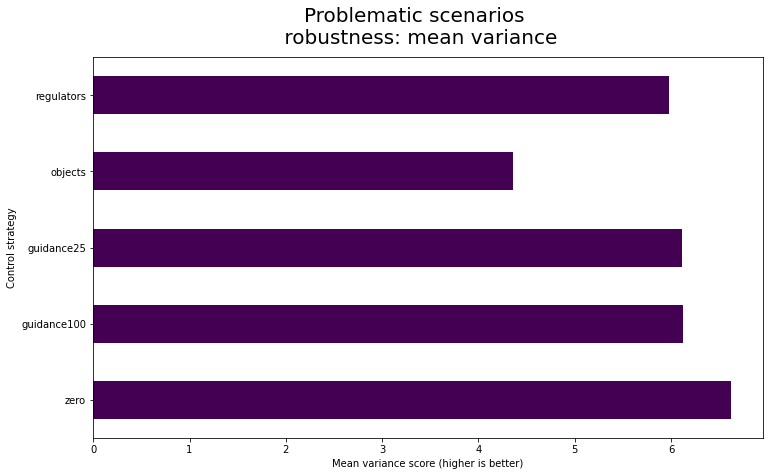 Problematic scenarios
robustness: mean variance
Control strategy
regulators
objects
guidance25
guidance100
zero
0 1 2 3 4 5 6
Mean variance score (higher is better)